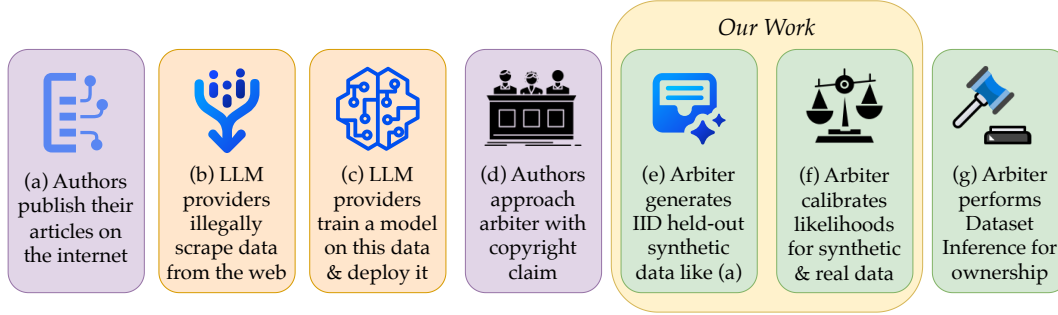 Our Work
(a) Authors
publish their
articles on
the internet
(b) LLM
providers
illegally
scrape data
from the web
(c) LLM
providers
train a model
on this data
& deploy it
(d) Authors
approach
arbiter with
copyright
claim
(e) Arbiter
generates
IID held-out
synthetic
data like (a)
(f) Arbiter
calibrates
likelihoods
for synthetic
& real data
(g) Arbiter
performs
Dataset
Inference for
ownership